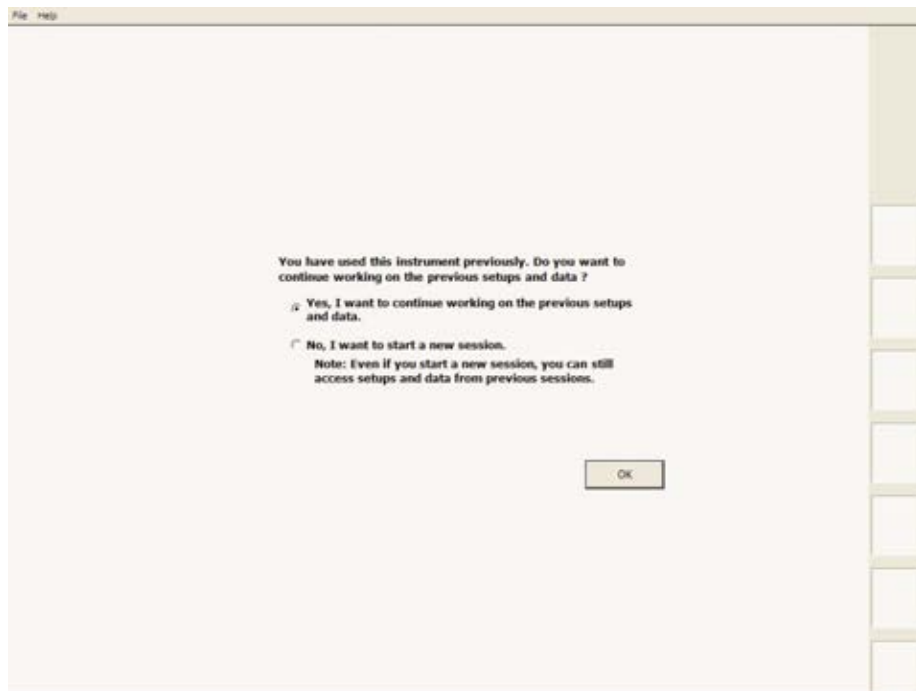 File Help
You have used this instrument previously. Do you want to
continue working on the previous setups and data ?
Yes, I want to continue working on the previous setups
and data.
No, I want to start a new session.
Note: Even if you start a new session, you can still
access setups and data from previous sessions.
OK